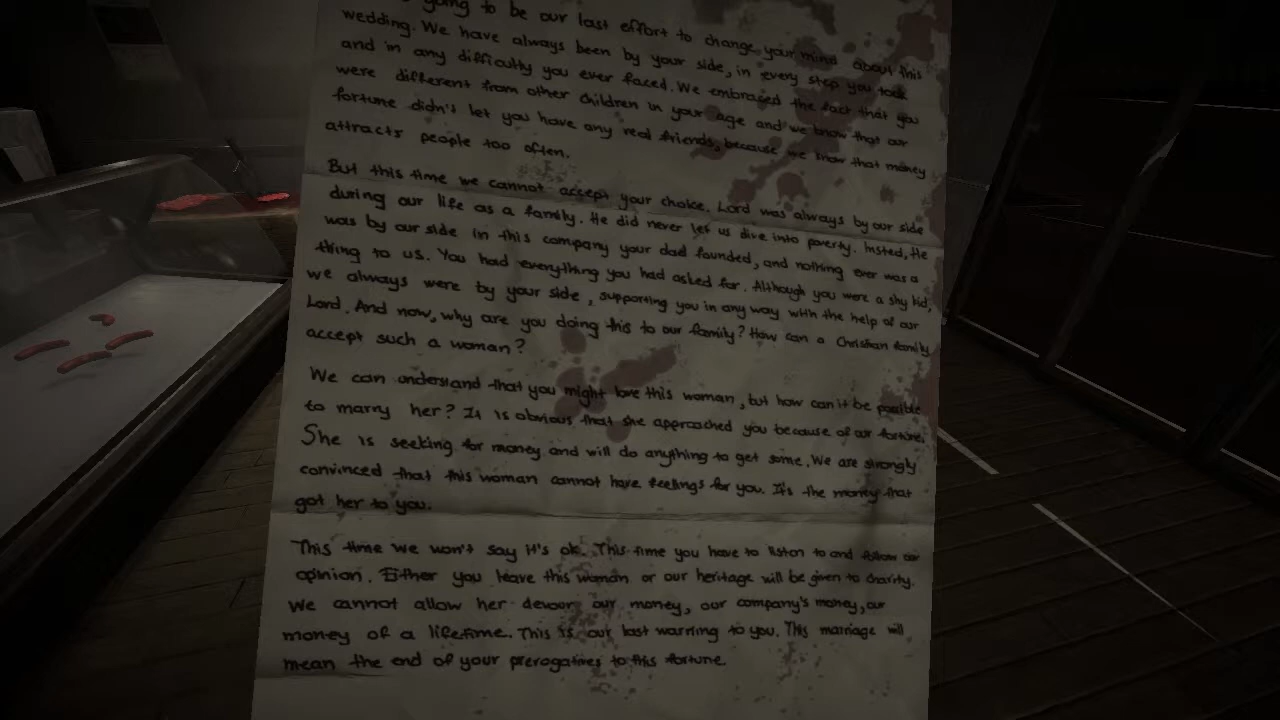 going to be our last effort to change your mind about this
wedding. We have always been by your side, in every step you took
and in any difficulty you ever faced. We embraced the fact that you
were different from other children in your age and we know that our
fortune didn't let you have any real friends, because we know that money
attracts people too often.
But this time we cannot accept your choice. Lord was always by our side
during our life as a family. He did never let us dive into poverty. Insted, He
was by our side in this company your dad founded, and nothing ever was a
thing to us. You had everything you had asked for. Although you were a shy kid,
we always were by your side, supporting you in any way with the help of our
Lord. And now, why are you doing this to our family? How can a Christian family
accept such a woman?
We can understand that you might love this woman, but how can it be possible
to marry her? It is obvious that she approached you because of our fortune.
She is seeking for money and will do anything to get some. We are strongly
convinced that this woman cannot have feelings for you. It's the money that
got her to you.
This time we won't say it's ok. This time you have to liston to and follow our
opinion. Either you leave this woman or our heritage will be given to charity.
We cannot allow her devour our money, our company's money, our
money of a lifetime. This is our last warning to you. This marriage will
mean the end of your prerogatives to this fortune.